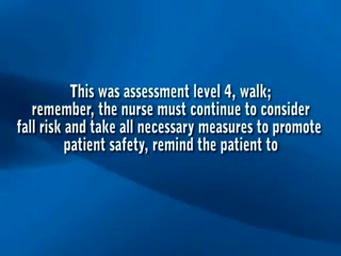 This was assessment level 4, walk;
remember, the nurse must continue to consider
fall risk and take all necessary measures to promote
patient safety, remind the patient to